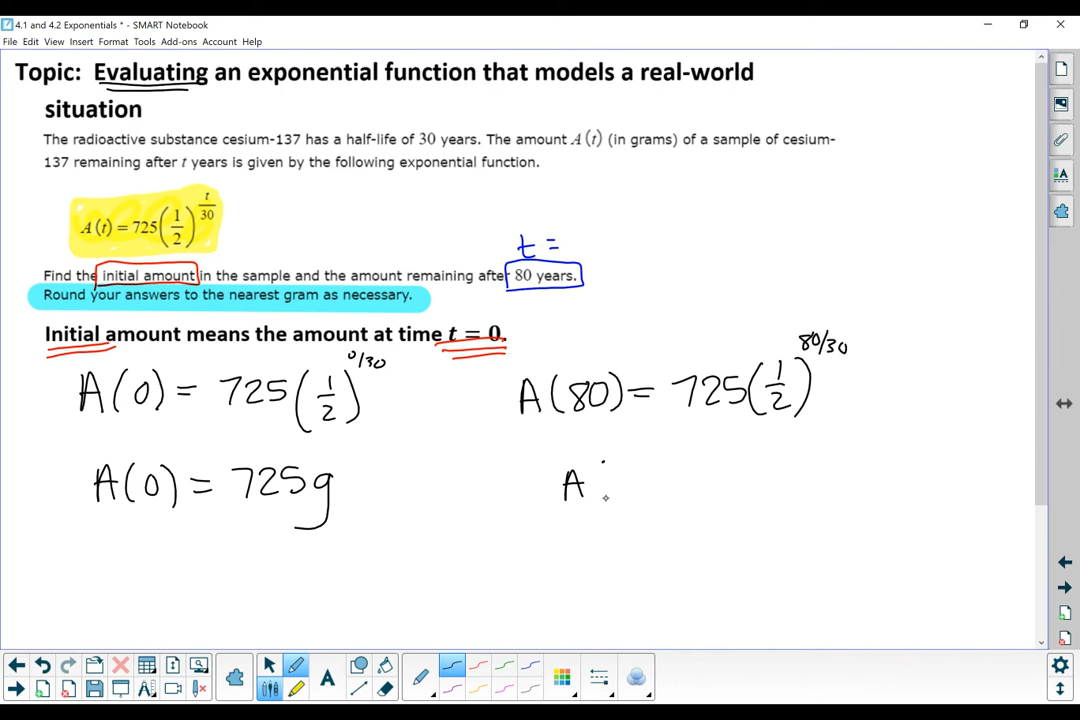 4.1 and 4.2 Exponentials * - SMART Notebook
File Edit View Insert Format Tools Add-ons Account Help
Topic: Evaluating an exponential function that models a real-world
situation
The radioactive substance cesium-137 has a half-life of 30 years. The amount A (t) (in grams) of a sample of cesium-
137 remaining after t years is given by the following exponential function.
A (t) = 725(1/2)^(t/30)
t =
Find the initial amount in the sample and the amount remaining after 80 years.
Round your answers to the nearest gram as necessary.
Initial amount means the amount at time t = 0.
A(0) = 725(1/2)^(0/30)
A(80) = 725(1/2)^(80/30)
A(0) = 725g
A